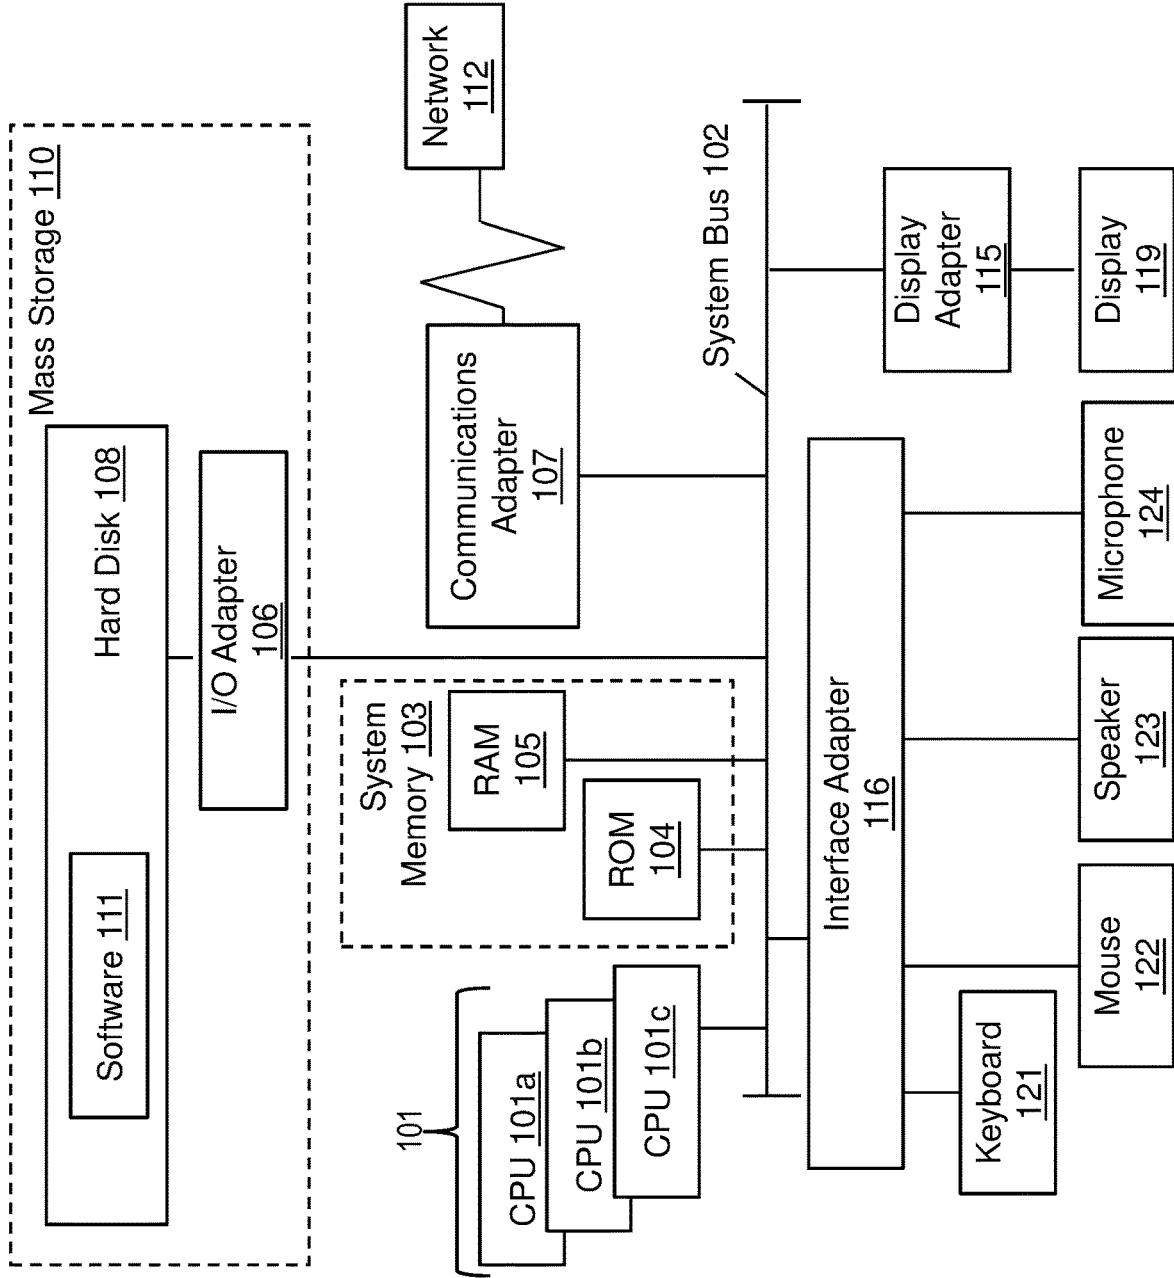 Mass Storage 110
Software 111
Hard Disk 108
I/O Adapter
106
101
CPU 101a
CPU 101b
CPU 101c
System
Memory 103
ROM
104
RAM
105
Communications
Adapter
107
Network
112
System Bus 102
Interface Adapter
116
Display
Adapter
115
Keyboard
121
Mouse
122
Speaker
123
Microphone
124
Display
119